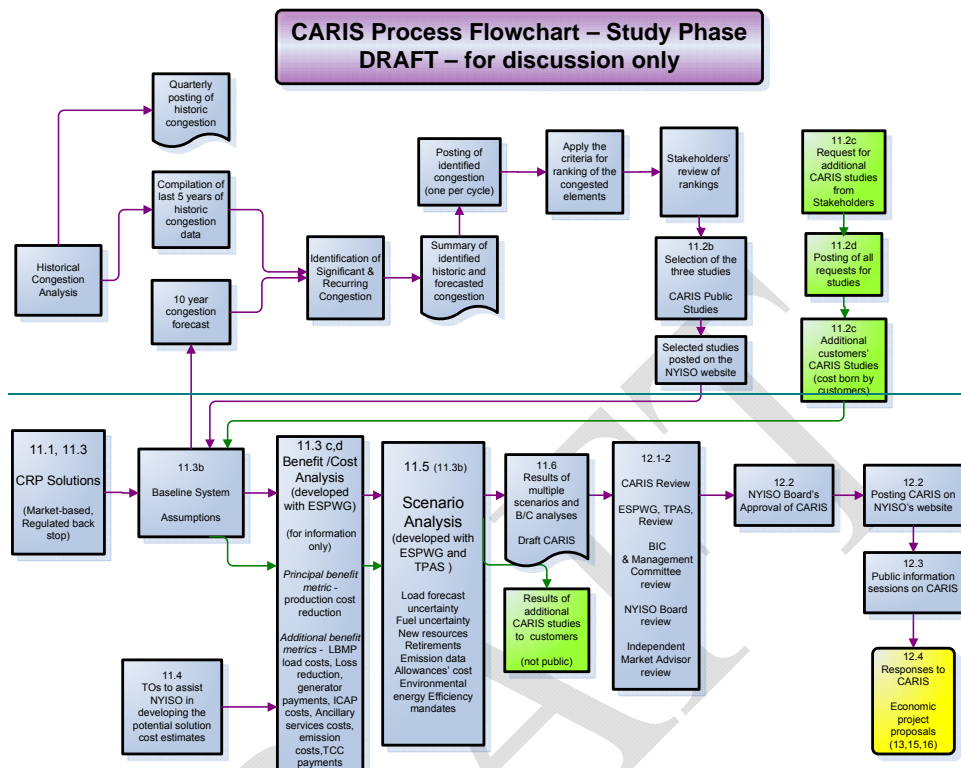 CARIS Process Flowchart – Study Phase
DRAFT – for discussion only
Quarterly
posting of
historic
congestion
Compilation of
last 5 years of
historic
congestion
data
Historical
Congestion
Analysis
10 year
congestion
forecast
Identification of
Significant &
Recurring
Congestion
Posting of
identified
congestion
(one per cycle)
Summary of
identified
historic and
forecasted
congestion
Apply the
criteria for
ranking of the
congested
elements
Stakeholders'
review of
rankings
11.2b
Selection of the
three studies
CARIS Public
Studies
Selected studies
posted on the
NYISO website
11.2c
Request for
additional
CARIS studies
from
Stakeholders
11.2d
Posting of all
requests for
studies
11.2c
Additional
customers'
CARIS Studies
(cost born by
customers)
11.1, 11.3
CRP Solutions
(Market-based,
Regulated back
stop)
11.3b
Baseline System
Assumptions
11.4
TOs to assist
NYISO in
developing the
potential solution
cost estimates
11.3 c,d
Benefit /Cost
Analysis
(developed
with ESPWG)
(for information
only)
Principal benefit
metric -
production cost
reduction
Additional benefit
metrics - LBMP
load costs, Loss
reduction,
generator
payments, ICAP
costs, Ancillary
services costs,
emission
costs,TCC
payments
11.5 (11.3b)
Scenario
Analysis
(developed with
ESPWG and
TPAS )
Load forecast
uncertainty
Fuel uncertainty
New resources
Retirements
Emission data
Allowances' cost
Environmental
energy Efficiency
mandates
11.6
Results of
multiple
scenarios and
B/C analyses
Draft CARIS
Results of
additional
CARIS studies
to customers
(not public)
12.1-2
CARIS Review
ESPWG, TPAS,
Review
BIC
& Management
Committee
review
NYISO Board
review
Independent
Market Advisor
review
12.2
NYISO Board's
Approval of CARIS
12.2
Posting CARIS on
NYISO's website
12.3
Public information
sessions on CARIS
12.4
Responses to
CARIS
Economic
project
proposals
(13,15,16)
DRAFT